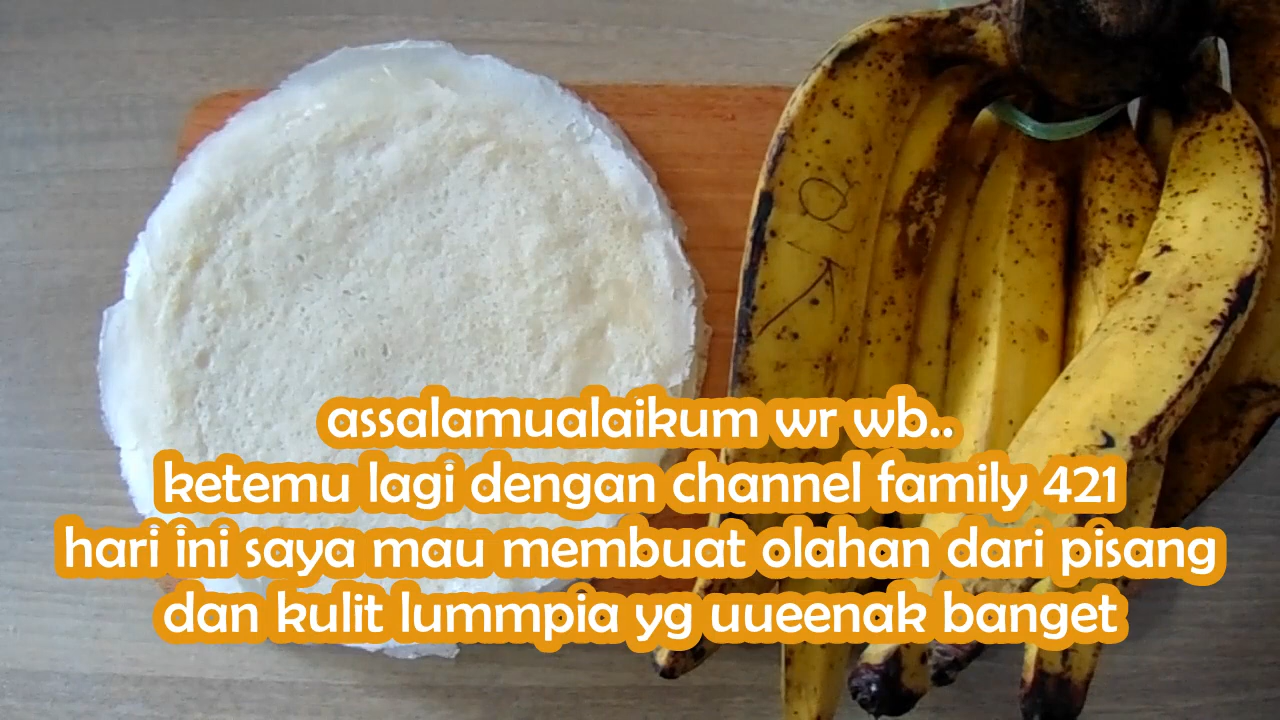 assalamualaikum wr wb..
ketemu lagi dengan channel family 421
hari ini saya mau membuat olahan dari pisang
dan kulit lummpia yg uueenak banget